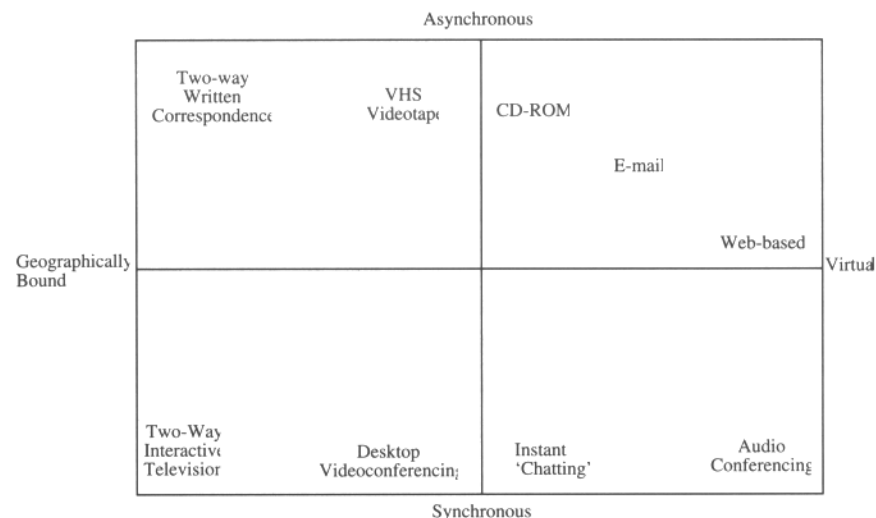 Asynchronous
Two-way
Written
Correspondence
VHS
Videotape
CD-ROM
E-mail
Web-based
Geographically
Bound
Virtual
Two-Way
Interactive
Television
Desktop
Videoconferencing
Instant
'Chatting'
Audio
Conferencing
Synchronous